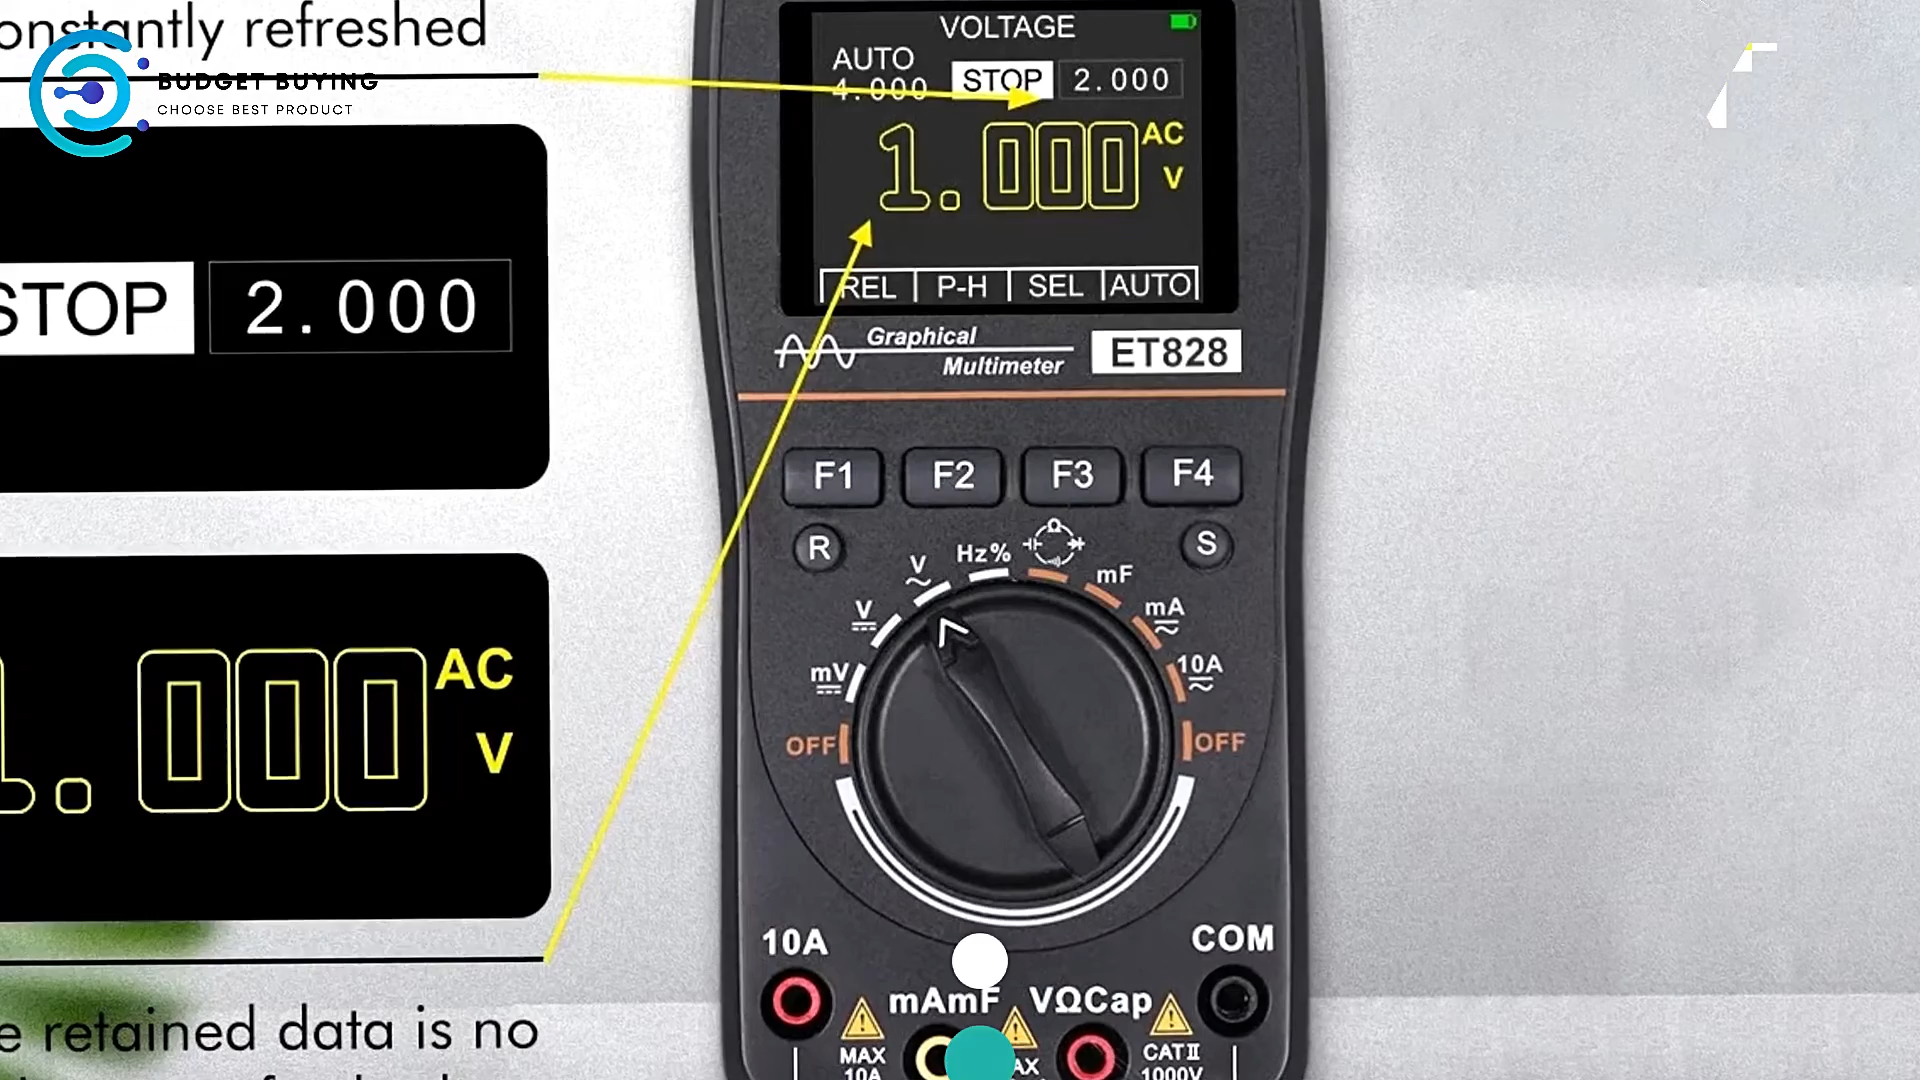 onstantly refreshed
BUDGET BUYING
CHOOSE BEST PRODUCT
STOP 2.000
AC
.000
V
e retained data is no
VOLTAGE
AUTO
4.000 STOP 2.000
1.000 AC
V
REL P-H SEL AUTO
Graphical
Multimeter ET828
F1 F2 F3 F4
R S
Hz%
V mF
V mA
mV 10A
OFF OFF
10A COM
mAmF VΩCap
MAX CAT II
10A 1000V